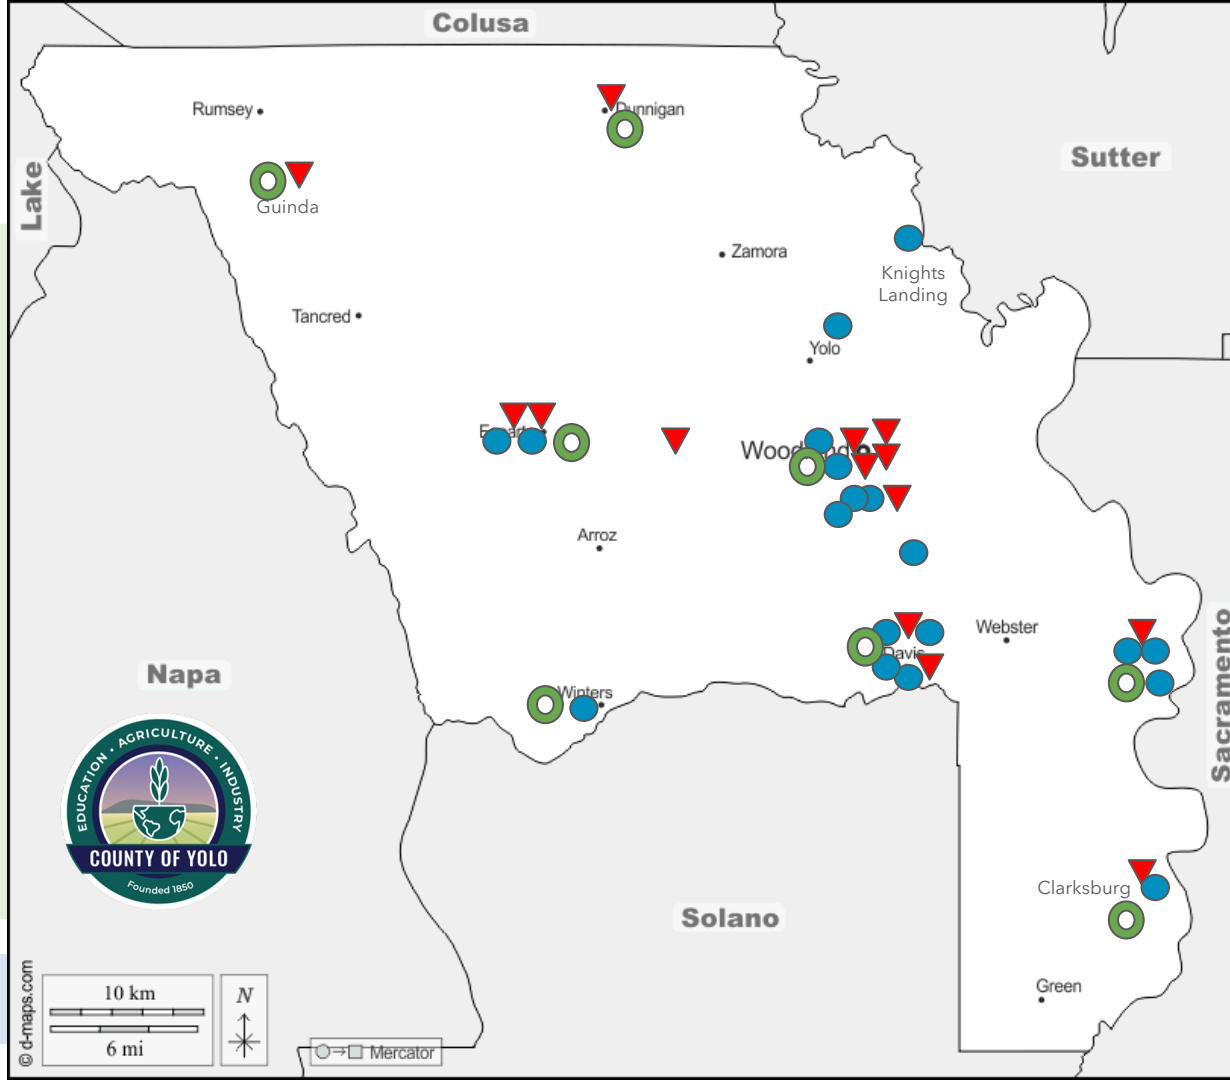 Colusa
Rumsey
Dunnigan
Sutter
Lake
Guinda
Zamora
Knights
Landing
Tancred
Yolo
Arroz
Webster
Davis
Napa
Winters
Sacramento
EDUCATION • AGRICULTURE • INDUSTRY
COUNTY OF YOLO
Founded 1850
Clarksburg
Solano
Green
© d-maps.com
10 km
6 mi
N
Mercator